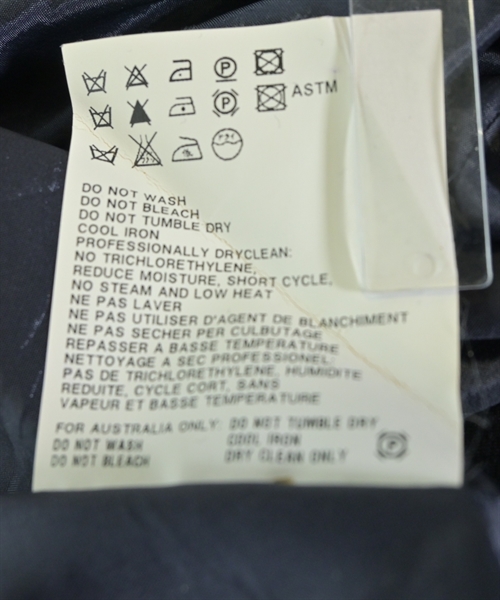 P
P ASTM
DO NOT WASH
DO NOT BLEACH
DO NOT TUMBLE DRY
COOL IRON
PROFESSIONALLY DRYCLEAN:
NO TRICHLORETHYLENE,
REDUCE MOISTURE, SHORT CYCLE,
NO STEAM AND LOW HEAT
NE PAS LAVER
NE PAS UTILISER D'AGENT DE BLANCHIMENT
NE PAS SECHER PER CULBUTAGE
REPASSER A BASSE TEMPERATURE
NETTOYAGE A SEC PROFESSIONEL:
PAS DE TRICHLORETHYLENE, HUMIDITE
REDUITE, CYCLE CORT, SANS
VAPEUR ET BASSE TEMPERATURE
FOR AUSTRALIA ONLY: DO NOT TUMBLE DRY
DO NOT WASH COOL IRON P
DO NOT BLEACH DRY CLEAN ONLY